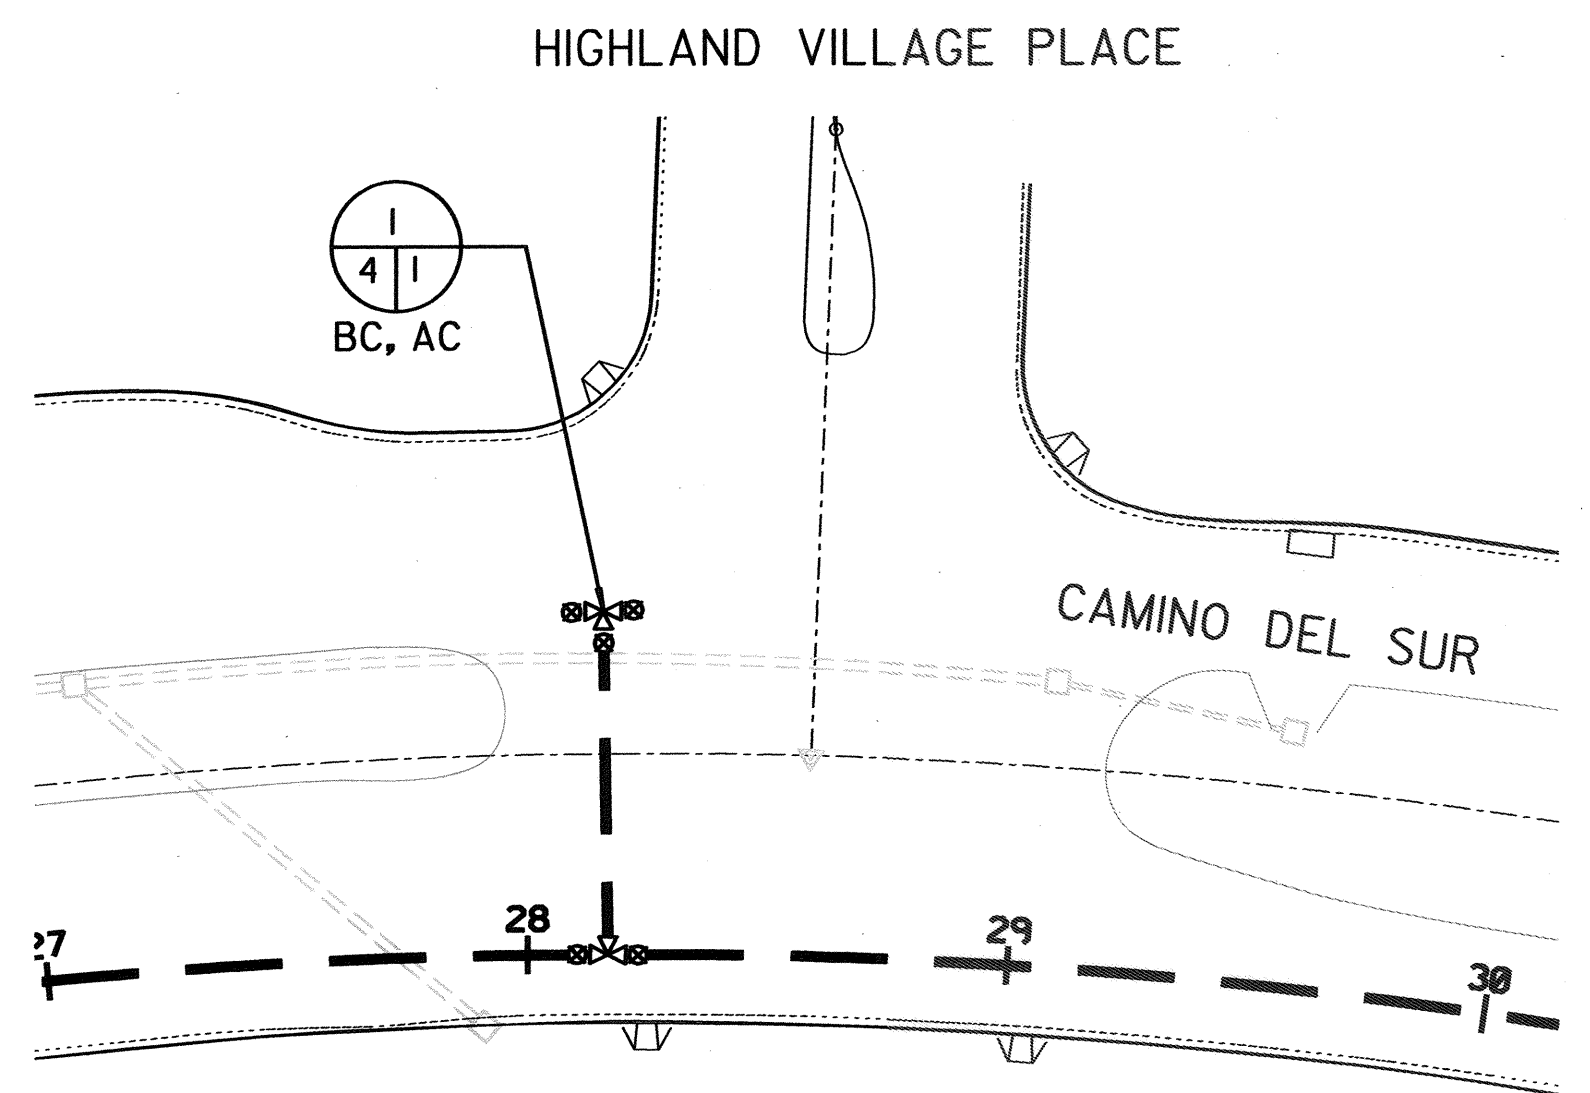 HIGHLAND VILLAGE PLACE
1
4 1
BC, AC
CAMINO DEL SUR
27 28 29 30